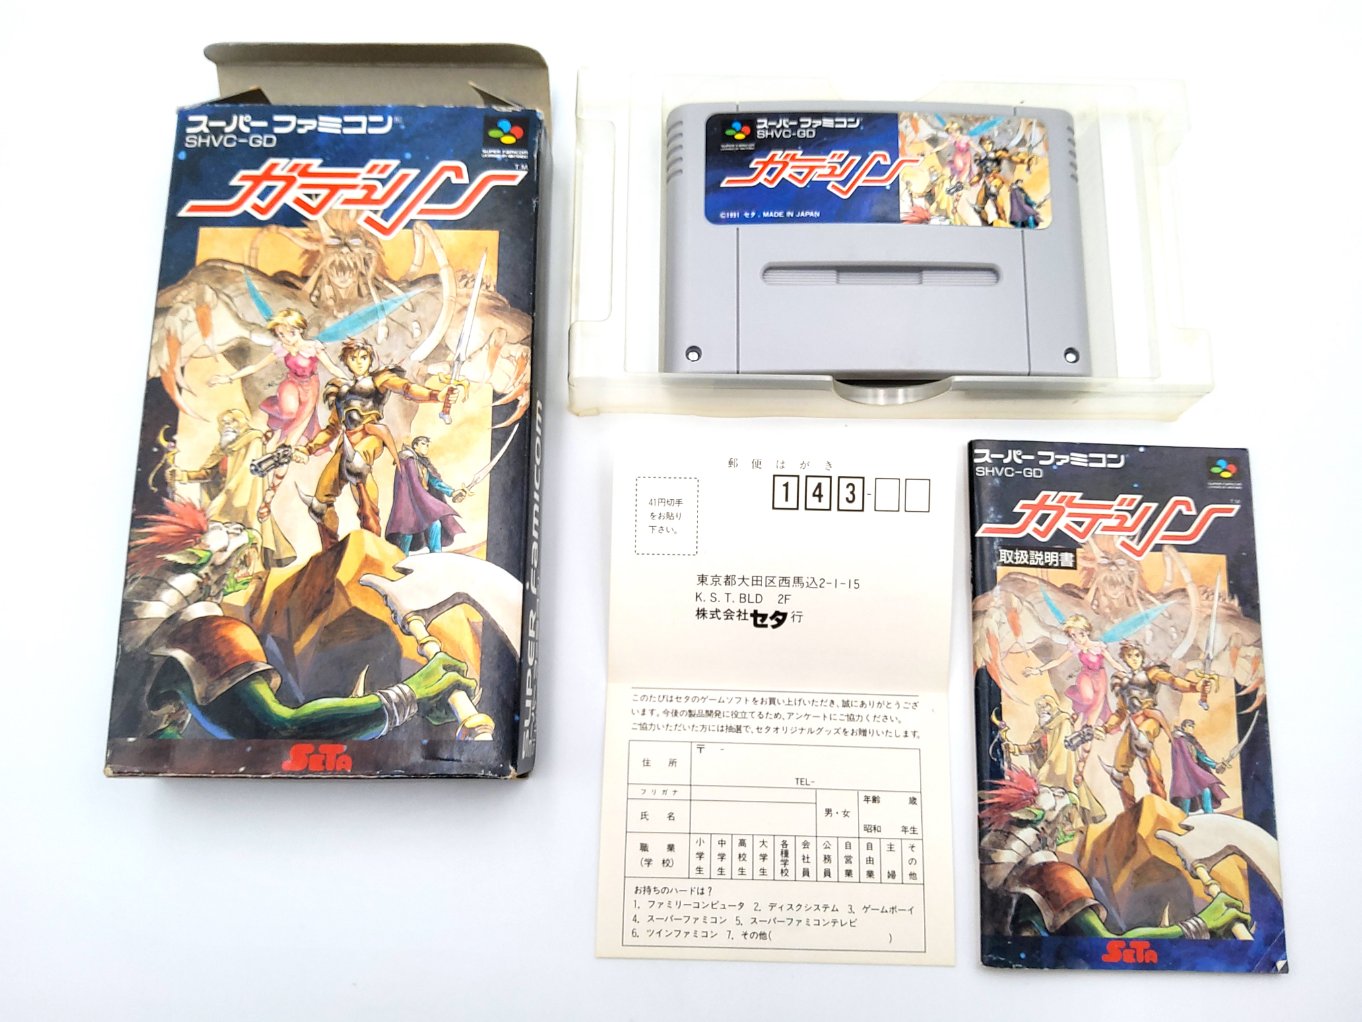 スーパーファミコン
SHVC-GD
ガデュリン
T.M.
SUPER Famicom
SETA
スーパーファミコン
SHVC-GD
ガデュリン
©1991 セタ, MADE IN JAPAN
郵便はがき
143-
41円切手
をお貼り
下さい。
東京都大田区西馬込2-1-15
K.S.T.BLD 2F
株式会社セタ行
このたびはセタのゲームソフトをお買い上げいただき、誠にありがとうござ
います。今後の製品開発に役立てるため、アンケートにご協力ください。
ご協力いただいた方には抽選で、セタオリジナルグッズをお贈りいたします。
住所
〒 -
TEL-
フリガナ
氏名
男・女
年齢 歳
昭和 年生
職業
(学校)
小学生
中学生
高校生
大学生
各種学校
会社員
公務員
自営業
自由業
主婦
その他
お持ちのハードは?
1. ファミリーコンピュータ 2. ディスクシステム 3. ゲームボーイ
4. スーパーファミコン 5. スーパーファミコンテレビ
6. ツインファミコン 7. その他( )
スーパーファミコン
SHVC-GD
ガデュリン
T.M.
取扱説明書
SETA